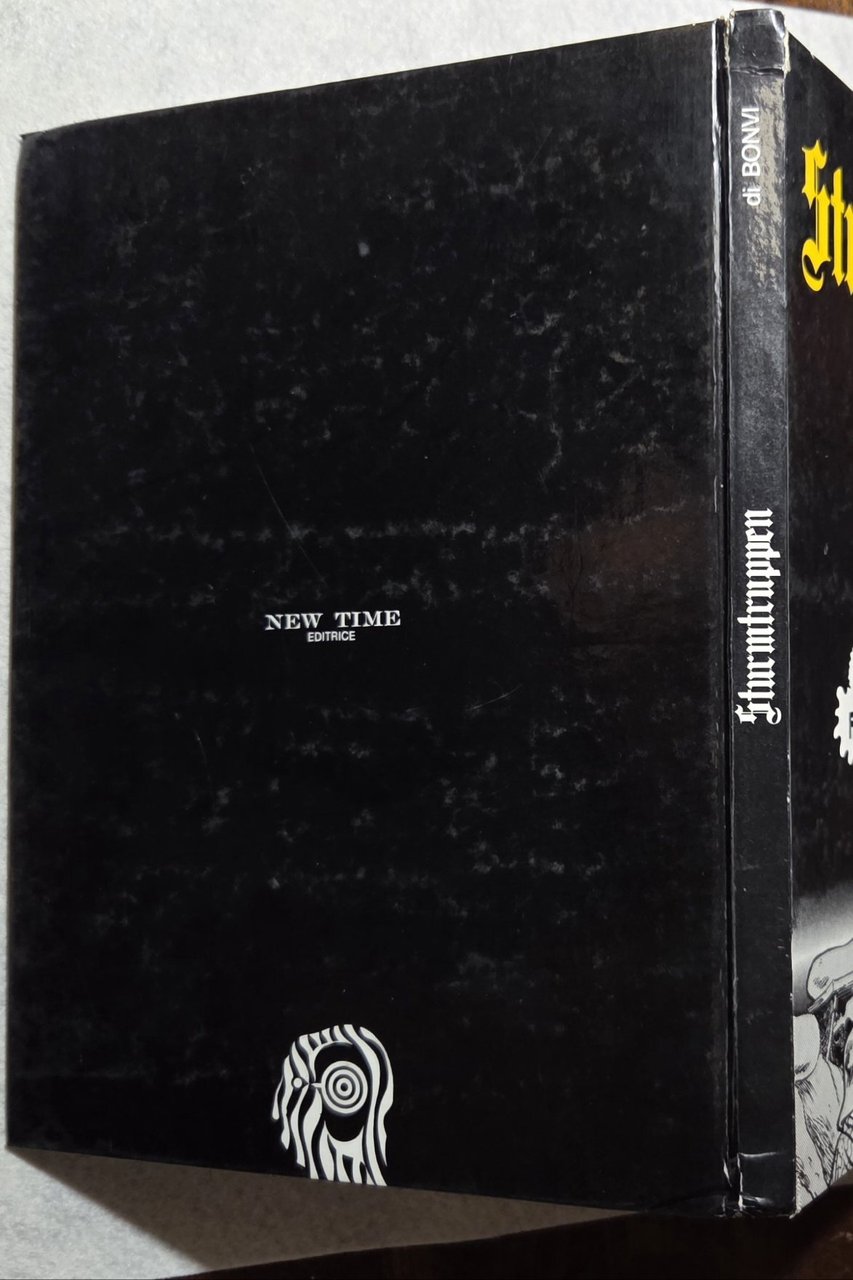 NEW TIME
EDITRICE
di BONVI
Sturmtruppen